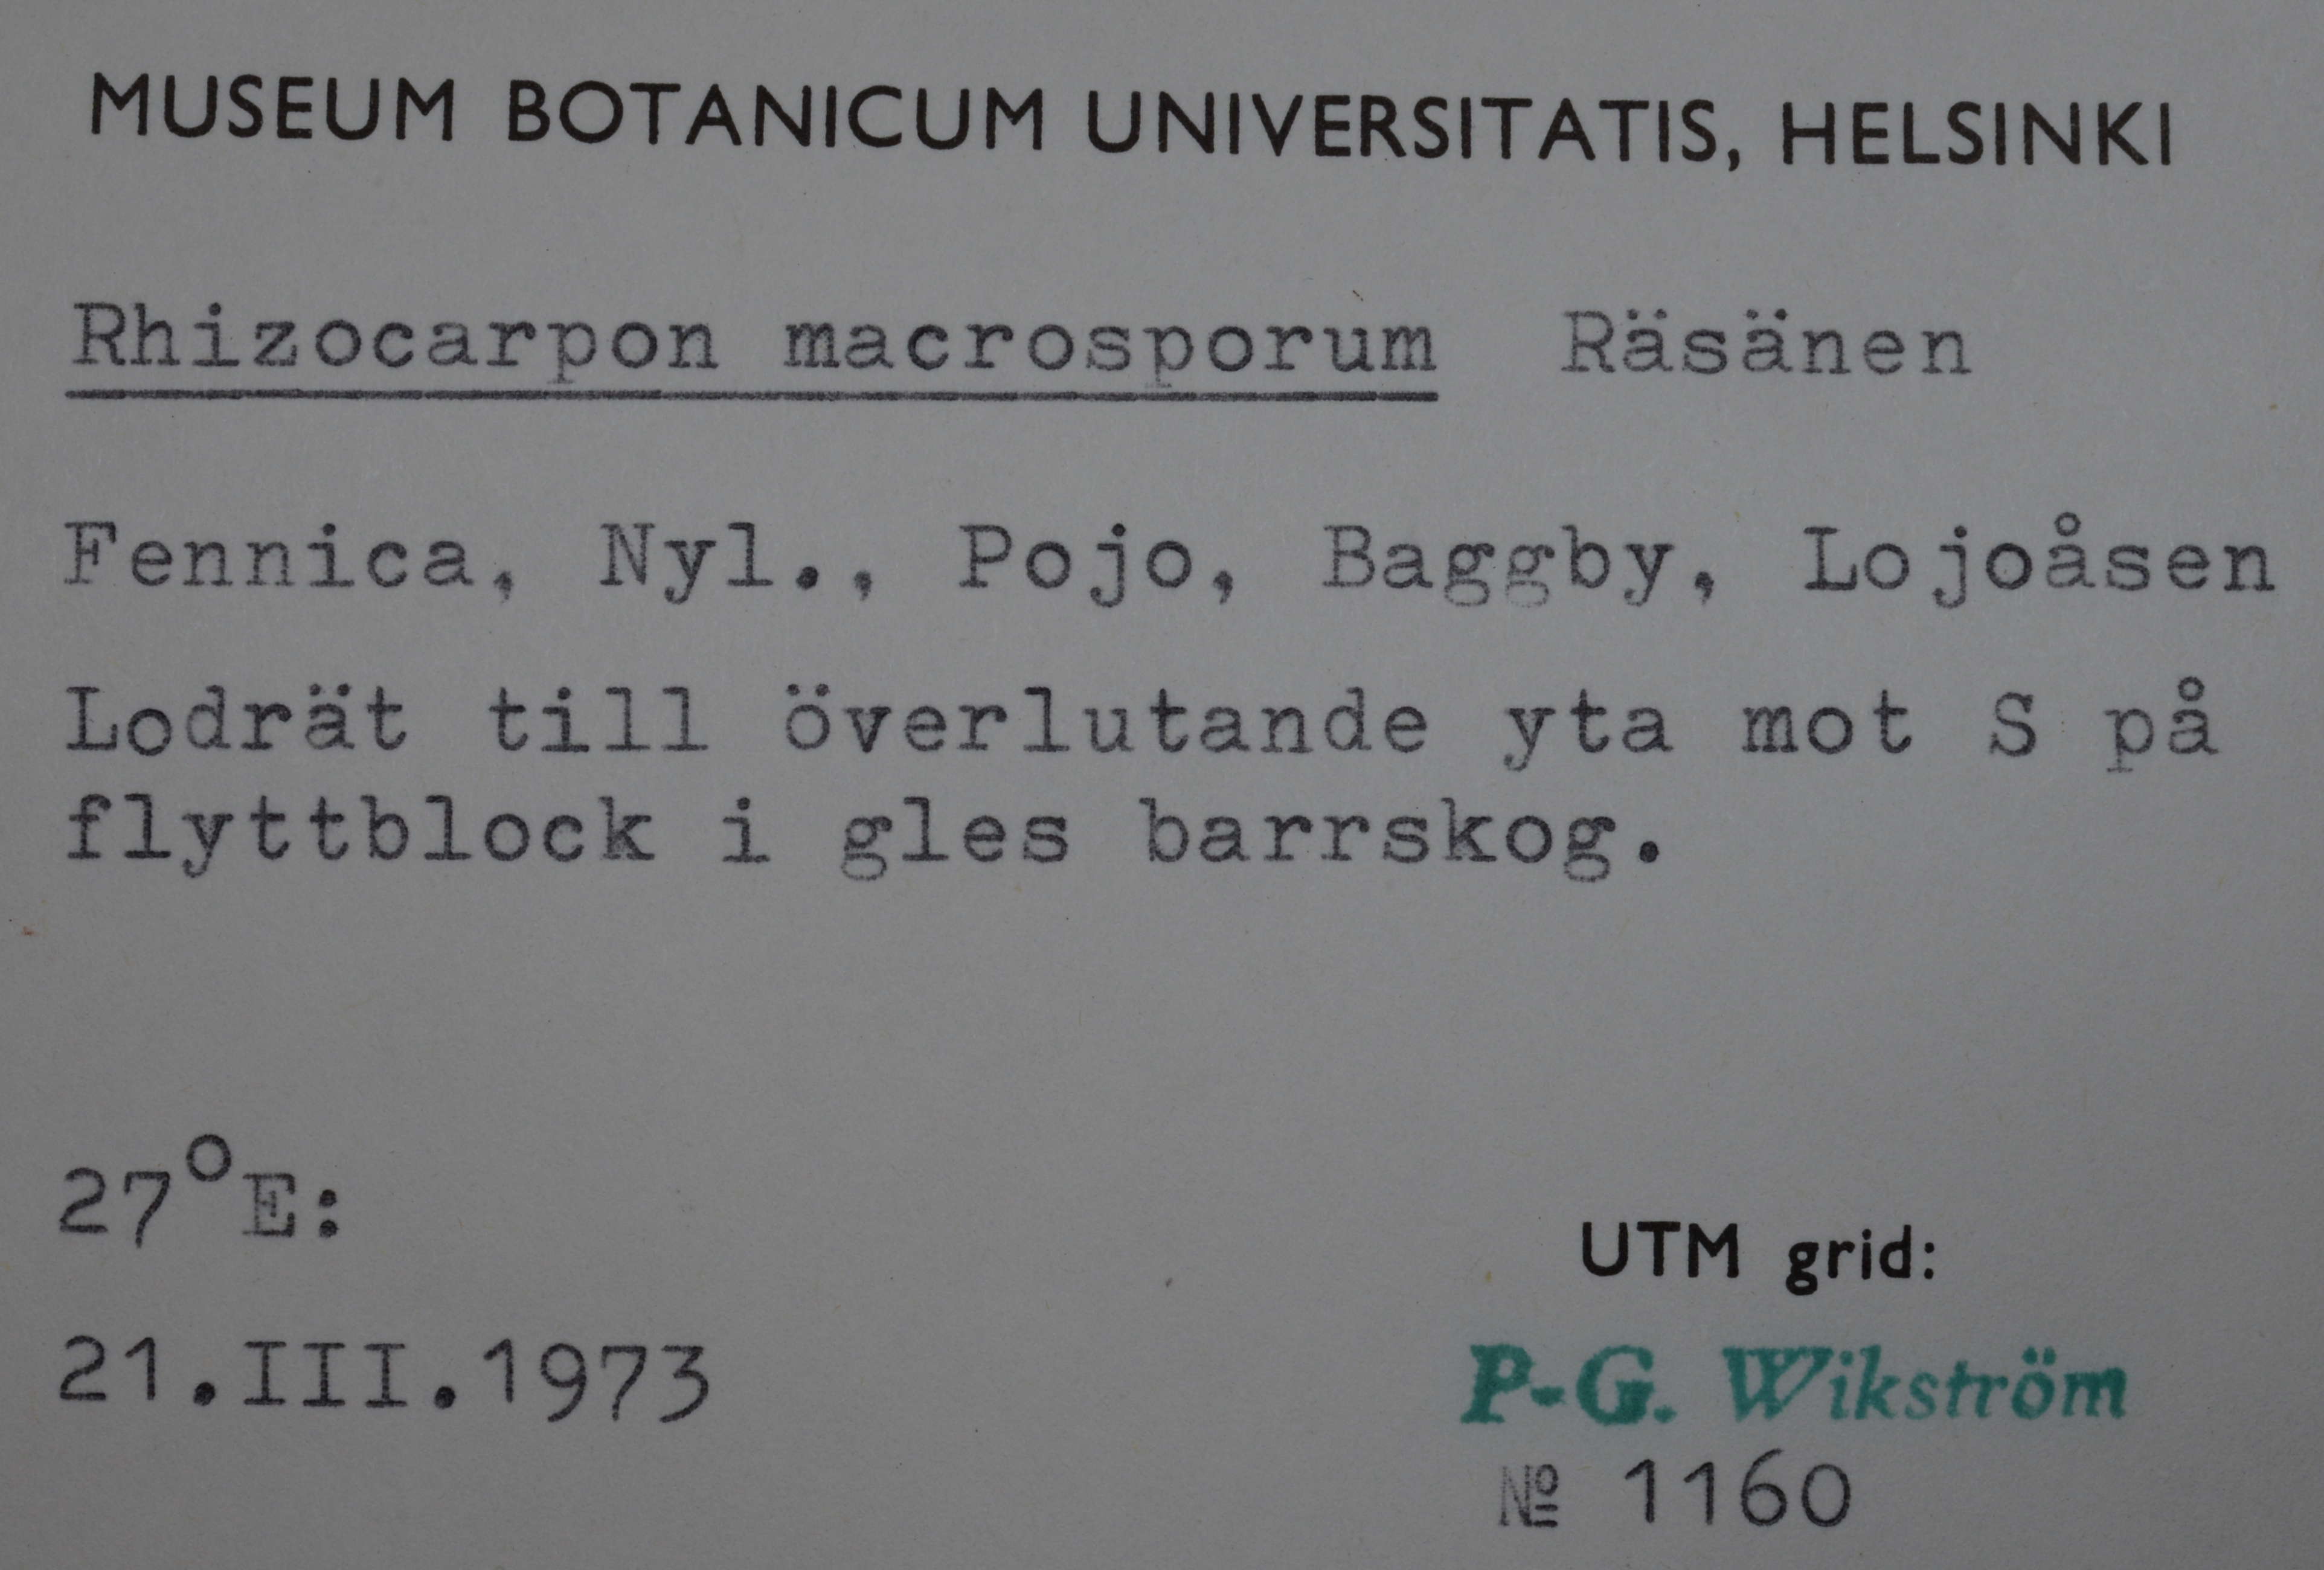 MUSEUM BOTANICUM UNIVERSITATIS, HELSINKI
Rhizocarpon macrosporum Räsänen
Fennica, Nyl., Pojo, Baggby, Lojoåsen
Lodrät till överlutande yta mot S på
flyttblock i gles barrskog.
27°E:
UTM grid:
21.III.1973
P-G. Wikström
№ 1160